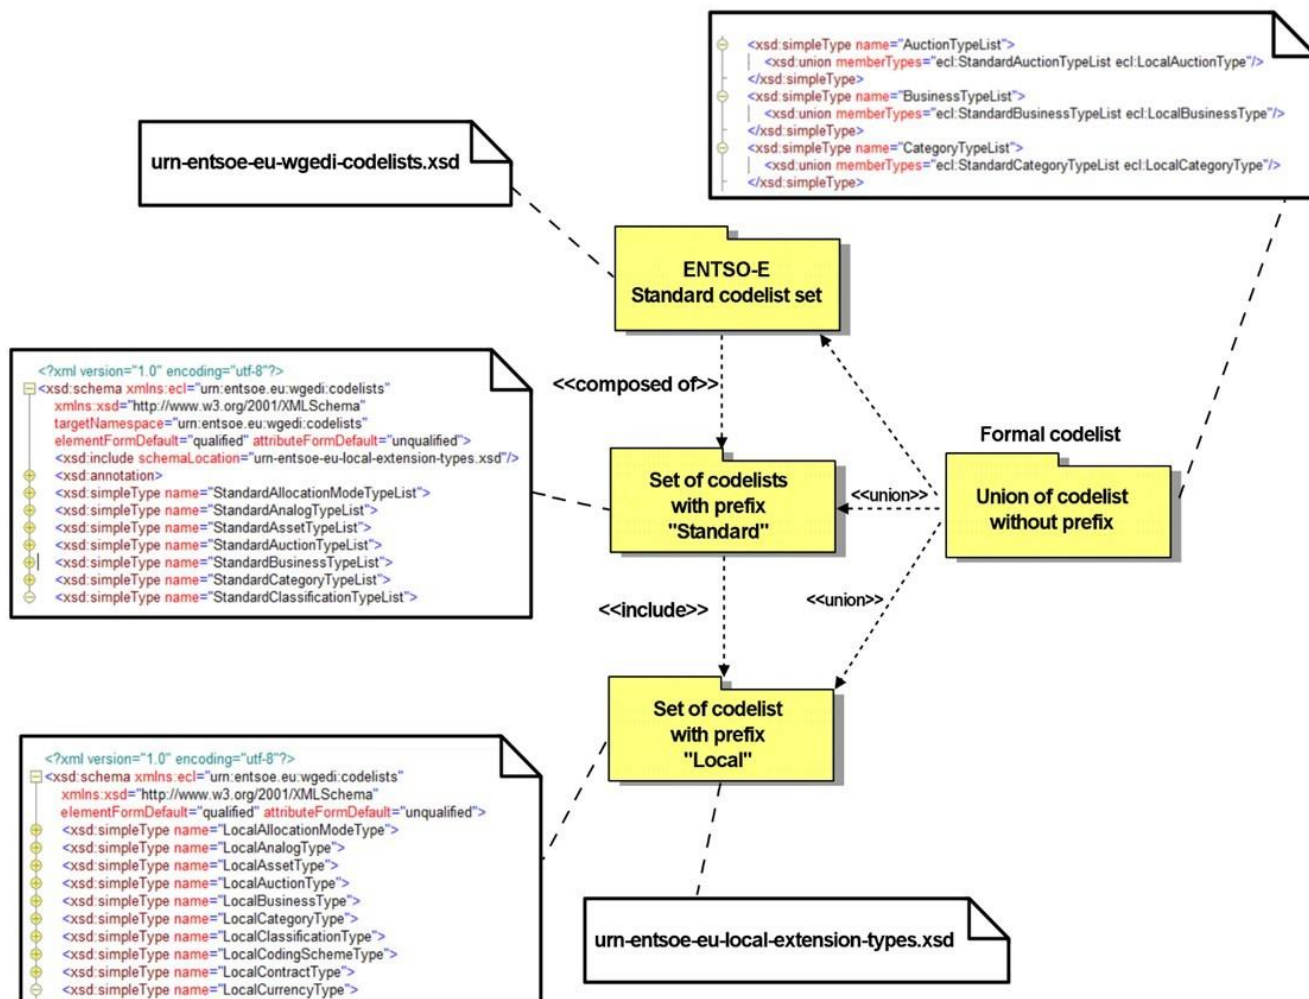 <xsd:simpleType name="AuctionTypeList">
<xsd:union memberTypes="ecl:StandardAuctionTypeList ecl:LocalAuctionType"/>
</xsd:simpleType>
<xsd:simpleType name="BusinessTypeList">
<xsd:union memberTypes="ecl:StandardBusinessTypeList ecl:LocalBusinessType"/>
</xsd:simpleType>
<xsd:simpleType name="CategoryTypeList">
<xsd:union memberTypes="ecl:StandardCategoryTypeList ecl:LocalCategoryType"/>
</xsd:simpleType>
urn-entsoe-eu-wgedi-codelists.xsd
ENTSO-E
Standard codelist set
<<composed of>>
<?xml version="1.0" encoding="utf-8"?>
<xsd:schema xmlns:ecl="urn:entsoe.eu:wgedi:codelists"
xmlns:xsd="http://www.w3.org/2001/XMLSchema"
targetNamespace="urn:entsoe.eu:wgedi:codelists"
elementFormDefault="qualified" attributeFormDefault="unqualified">
<xsd:include schemaLocation="urn-entsoe-eu-local-extension-types.xsd"/>
<xsd:annotation>
<xsd:simpleType name="StandardAllocationModeTypeList">
<xsd:simpleType name="StandardAnalogTypeList">
<xsd:simpleType name="StandardAssetTypeList">
<xsd:simpleType name="StandardAuctionTypeList">
<xsd:simpleType name="StandardBusinessTypeList">
<xsd:simpleType name="StandardCategoryTypeList">
<xsd:simpleType name="StandardClassificationTypeList">
Set of codelists
with prefix
"Standard"
<<union>>
Formal codelist
Union of codelist
without prefix
<<include>>
<<union>>
Set of codelist
with prefix
"Local"
<?xml version="1.0" encoding="utf-8"?>
<xsd:schema xmlns:ecl="urn:entsoe.eu:wgedi:codelists"
xmlns:xsd="http://www.w3.org/2001/XMLSchema"
elementFormDefault="qualified" attributeFormDefault="unqualified">
<xsd:simpleType name="LocalAllocationModeType">
<xsd:simpleType name="LocalAnalogType">
<xsd:simpleType name="LocalAssetType">
<xsd:simpleType name="LocalAuctionType">
<xsd:simpleType name="LocalBusinessType">
<xsd:simpleType name="LocalCategoryType">
<xsd:simpleType name="LocalClassificationType">
<xsd:simpleType name="LocalCodingSchemeType">
<xsd:simpleType name="LocalContractType">
<xsd:simpleType name="LocalCurrencyType">
urn-entsoe-eu-local-extension-types.xsd